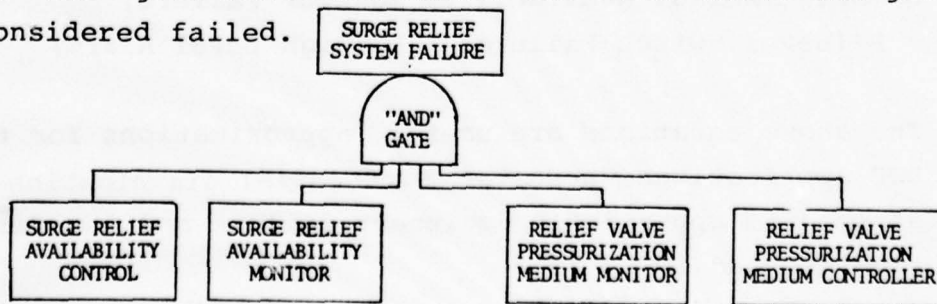 onsidered failed.
SURGE RELIEF
SYSTEM FAILURE
"AND"
GATE
SURGE RELIEF
AVAILABILITY
CONTROL
SURGE RELIEF
AVAILABILITY
MONITOR
RELIEF VALVE
PRESSURIZATION
MEDIUM MONITOR
RELIEF VALVE
PRESSURIZATION
MEDIUM CONTROLLER